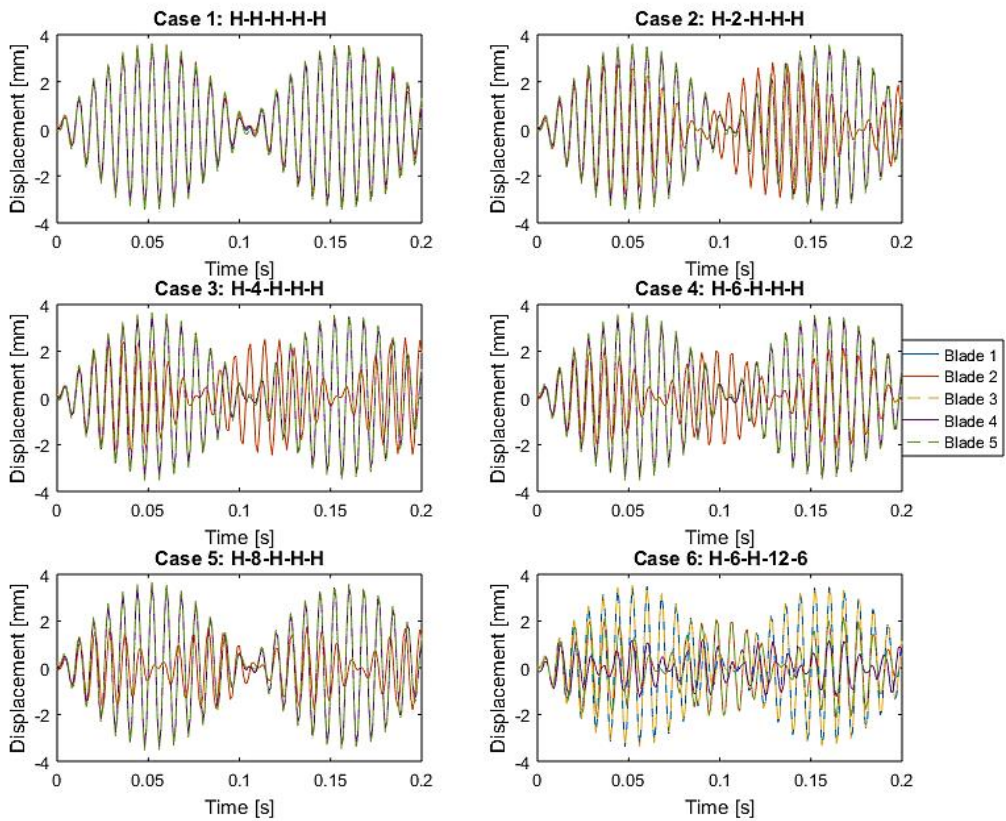 Case 1: H-H-H-H-H
Displacement [mm]
4
2
0
-2
-4
0 0.05 0.1 0.15 0.2
Time [s]
Case 2: H-2-H-H-H
Displacement [mm]
4
2
0
-2
-4
0 0.05 0.1 0.15 0.2
Time [s]
Case 3: H-4-H-H-H
Displacement [mm]
4
2
0
-2
-4
0 0.05 0.1 0.15 0.2
Time [s]
Case 4: H-6-H-H-H
Displacement [mm]
4
2
0
-2
-4
0 0.05 0.1 0.15 0.2
Time [s]
Blade 1
Blade 2
Blade 3
Blade 4
Blade 5
Case 5: H-8-H-H-H
Displacement [mm]
4
2
0
-2
-4
0 0.05 0.1 0.15 0.2
Time [s]
Case 6: H-6-H-12-6
Displacement [mm]
4
2
0
-2
-4
0 0.05 0.1 0.15 0.2
Time [s]